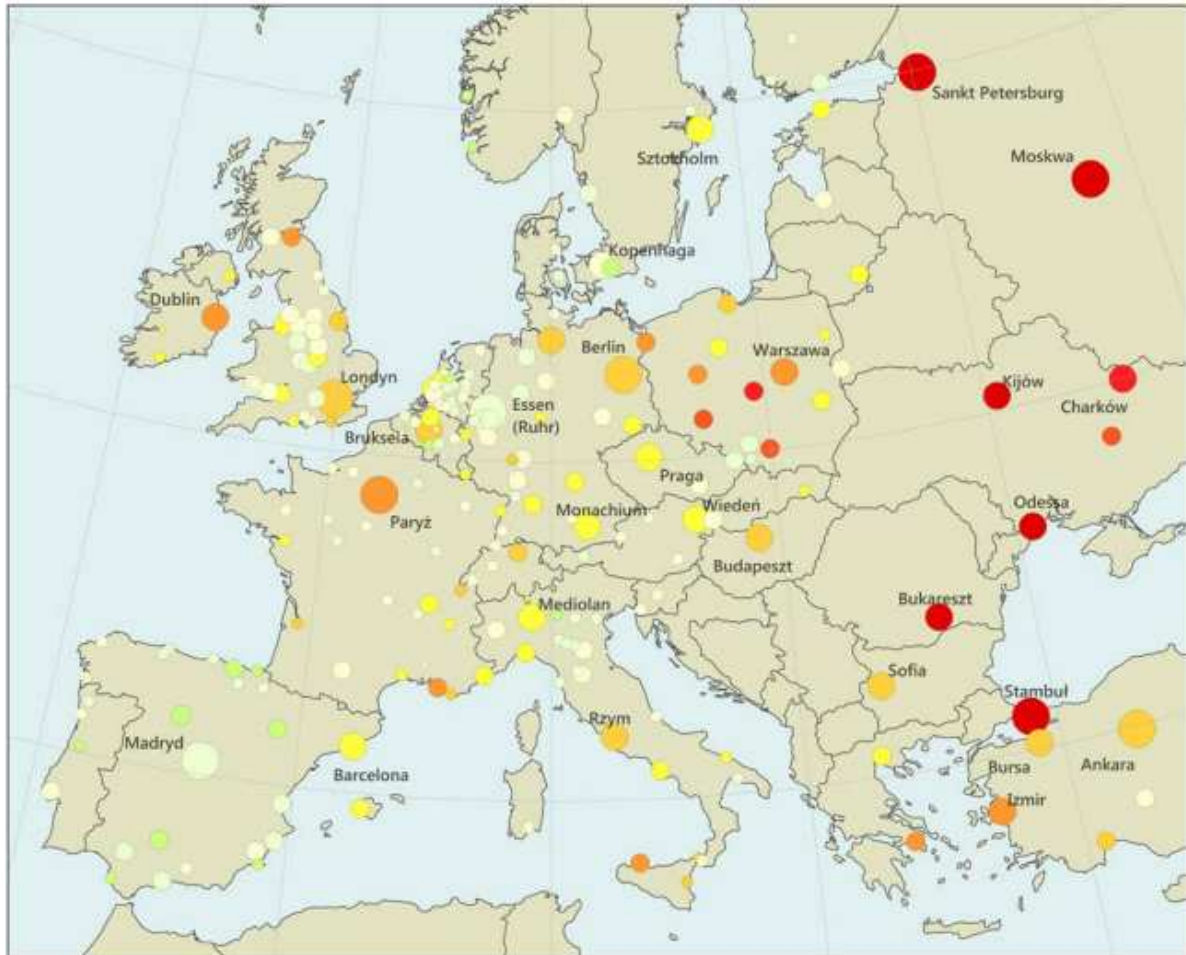 Sankt Petersburg
Moskwa
Sztokholm
Kopenhaga
Dublin
Berlin
Warszawa
Londyn
Kijów
Essen
(Ruhr)
Charków
Bruksela
Praga
Paryż
Monachium
Wiedeń
Odessa
Budapeszt
Bukareszt
Mediolan
Sofia
Stambuł
Rzym
Madryd
Barcelona
Bursa
Ankara
Izmir